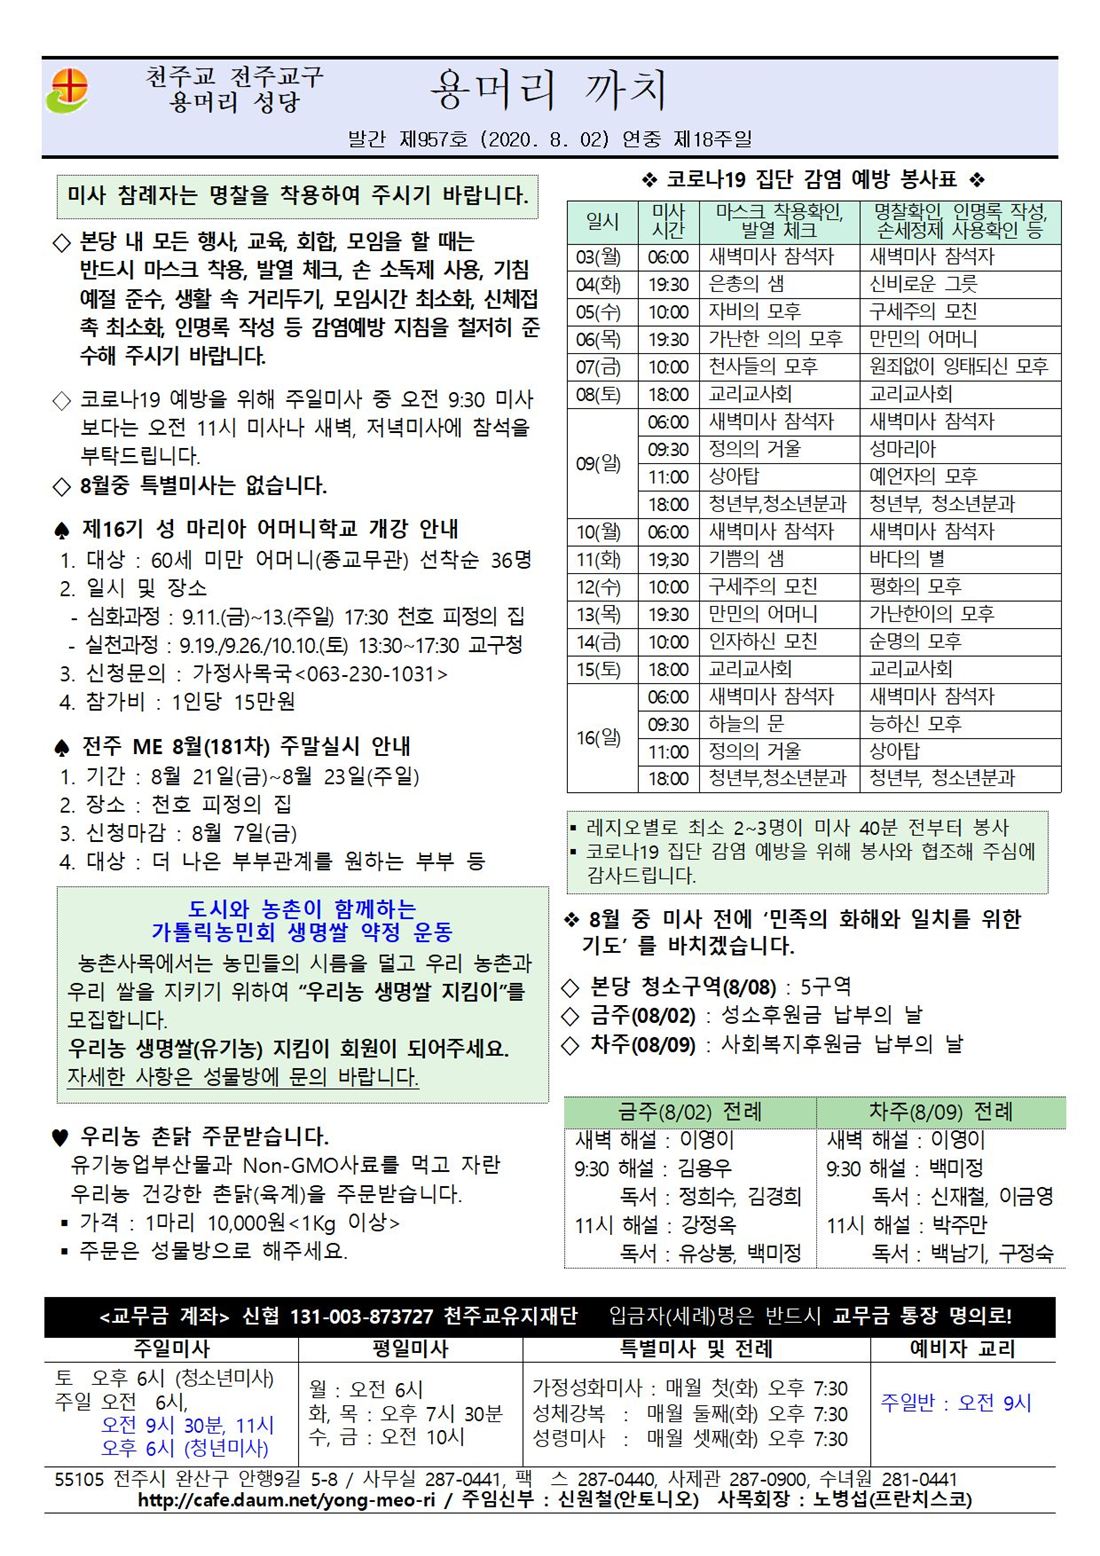 천주교 전주교구
용머리 성당
용머리 까치
발간 제957호 (2020. 8. 02) 연중 제18주일
미사 참례자는 명찰을 착용하여 주시기 바랍니다.
◇ 본당 내 모든 행사, 교육, 회합, 모임을 할 때는
반드시 마스크 착용, 발열 체크, 손 소독제 사용, 기침
예절 준수, 생활 속 거리두기, 모임시간 최소화, 신체접
촉 최소화, 인명록 작성 등 감염예방 지침을 철저히 준
수해 주시기 바랍니다.
◇ 코로나19 예방을 위해 주일미사 중 오전 9:30 미사
보다는 오전 11시 미사나 새벽, 저녁미사에 참석을
부탁드립니다.
◇ 8월중 특별미사는 없습니다.
♠ 제16기 성 마리아 어머니학교 개강 안내
1. 대상 : 60세 미만 어머니(종교무관) 선착순 36명
2. 일시 및 장소
- 심화과정 : 9.11.(금)~13.(주일) 17:30 천호 피정의 집
- 실천과정 : 9.19./9.26./10.10.(토) 13:30~17:30 교구청
3. 신청문의 : 가정사목국<063-230-1031>
4. 참가비 : 1인당 15만원
♠ 전주 ME 8월(181차) 주말실시 안내
1. 기간 : 8월 21일(금)~8월 23일(주일)
2. 장소 : 천호 피정의 집
3. 신청마감 : 8월 7일(금)
4. 대상 : 더 나은 부부관계를 원하는 부부 등
도시와 농촌이 함께하는
가톨릭농민회 생명쌀 약정 운동
농촌사목에서는 농민들의 시름을 덜고 우리 농촌과
우리 쌀을 지키기 위하여 “우리농 생명쌀 지킴이”를
모집합니다.
우리농 생명쌀(유기농) 지킴이 회원이 되어주세요.
자세한 사항은 성물방에 문의 바랍니다.
♥ 우리농 촌닭 주문받습니다.
유기농업부산물과 Non-GMO사료를 먹고 자란
우리농 건강한 촌닭(육계)을 주문받습니다.
▪ 가격 : 1마리 10,000원<1Kg 이상>
▪ 주문은 성물방으로 해주세요.
❖ 코로나19 집단 감염 예방 봉사표 ❖
일시 미사 시간 마스크 착용확인, 발열 체크 명찰확인, 인명록 작성, 손세정제 사용확인 등
03(월) 06:00 새벽미사 참석자 새벽미사 참석자
04(화) 19:30 은총의 샘 신비로운 그릇
05(수) 10:00 자비의 모후 구세주의 모친
06(목) 19:30 가난한 의의 모후 만민의 어머니
07(금) 10:00 천사들의 모후 원죄없이 잉태되신 모후
08(토) 18:00 교리교사회 교리교사회
09(일) 06:00 새벽미사 참석자 새벽미사 참석자
09:30 정의의 거울 성마리아
11:00 상아탑 예언자의 모후
18:00 청년부,청소년분과 청년부, 청소년분과
10(월) 06:00 새벽미사 참석자 새벽미사 참석자
11(화) 19;30 기쁨의 샘 바다의 별
12(수) 10:00 구세주의 모친 평화의 모후
13(목) 19:30 만민의 어머니 가난한이의 모후
14(금) 10:00 인자하신 모친 순명의 모후
15(토) 18:00 교리교사회 교리교사회
16(일) 06:00 새벽미사 참석자 새벽미사 참석자
09:30 하늘의 문 능하신 모후
11:00 정의의 거울 상아탑
18:00 청년부,청소년분과 청년부, 청소년분과
▪ 레지오별로 최소 2~3명이 미사 40분 전부터 봉사
▪ 코로나19 집단 감염 예방을 위해 봉사와 협조해 주심에
감사드립니다.
❖ 8월 중 미사 전에 ‘민족의 화해와 일치를 위한
기도’ 를 바치겠습니다.
◇ 본당 청소구역(8/08) : 5구역
◇ 금주(08/02) : 성소후원금 납부의 날
◇ 차주(08/09) : 사회복지후원금 납부의 날
금주(8/02) 전례 차주(8/09) 전례
새벽 해설 : 이영이 새벽 해설 : 이영이
9:30 해설 : 김용우 9:30 해설 : 백미정
독서 : 정희수, 김경희 독서 : 신재철, 이금영
11시 해설 : 강정옥 11시 해설 : 박주만
독서 : 유상봉, 백미정 독서 : 백남기, 구정숙
<교무금 계좌> 신협 131-003-873727 천주교유지재단 입금자(세례)명은 반드시 교무금 통장 명의로!
주일미사 평일미사 특별미사 및 전례 예비자 교리
토 오후 6시 (청소년미사)
주일 오전 6시,
오전 9시 30분, 11시
오후 6시 (청년미사)
월 : 오전 6시
화, 목 : 오후 7시 30분
수, 금 : 오전 10시
가정성화미사 : 매월 첫(화) 오후 7:30
성체강복 : 매월 둘째(화) 오후 7:30
성령미사 : 매월 셋째(화) 오후 7:30
주일반 : 오전 9시
55105 전주시 완산구 안행9길 5-8 / 사무실 287-0441, 팩 스 287-0440, 사제관 287-0900, 수녀원 281-0441
http://cafe.daum.net/yong-meo-ri / 주임신부 : 신원철(안토니오) 사목회장 : 노병섭(프란치스코)